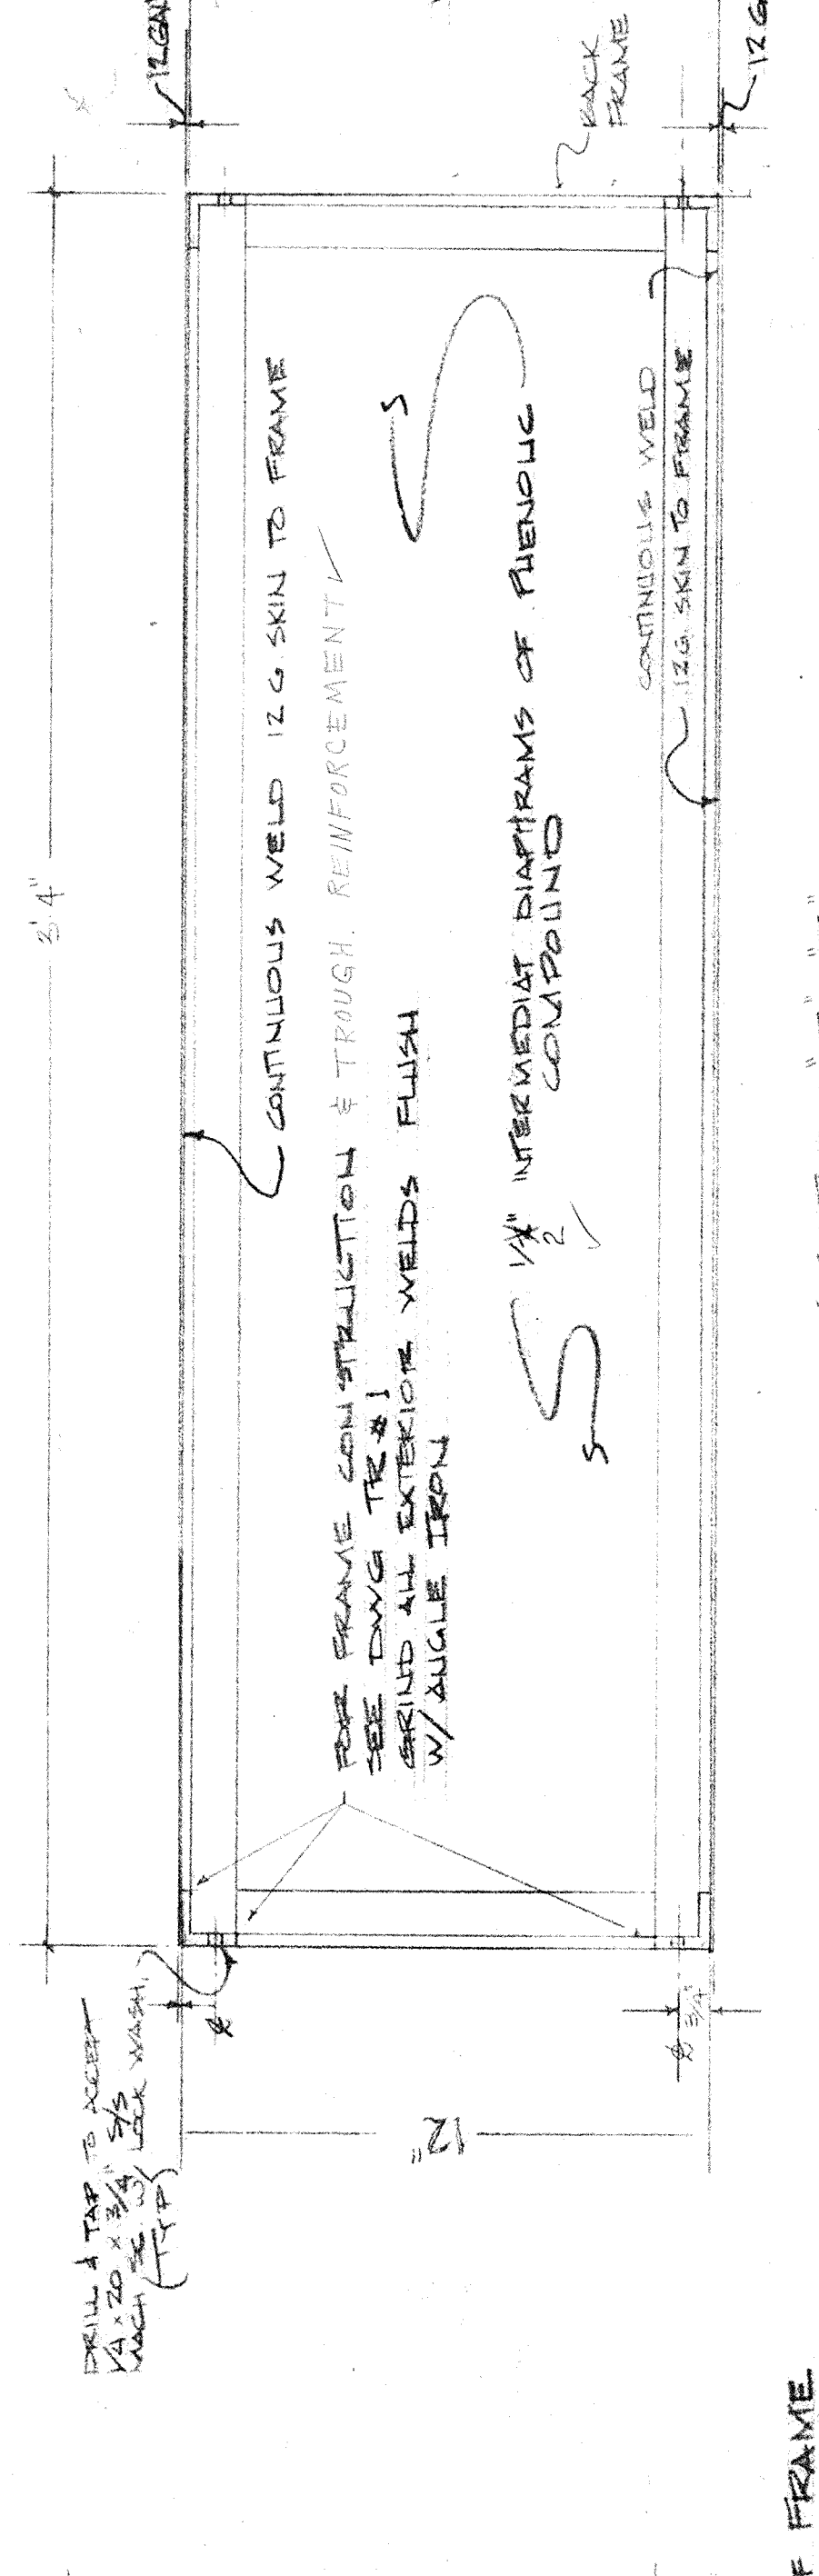 12 GA
12 G
BACK
FRAME
CONTINUOUS WELD 12 G SKIN TO FRAME
FOR FRAME CONSTRUCTION & TROUGH. REINFORCEMENT
SEE DWG TR#1
GRIND ALL EXTERIOR WELDS FLUSH
W/ ANGLE IRON
1/2" INTERMEDIAT DIAPHRAMS OF PHENOLIC
COMPOUND
CONTINUOUS WELD
12 G. SKIN TO FRAME
4"
DRILL & TAP TO ACCEPT
1/4 x 20 x 3/4" S/S
MACH SC. W/ LOCK WASH.
(TYP)
3/4"
12"
F FRAME